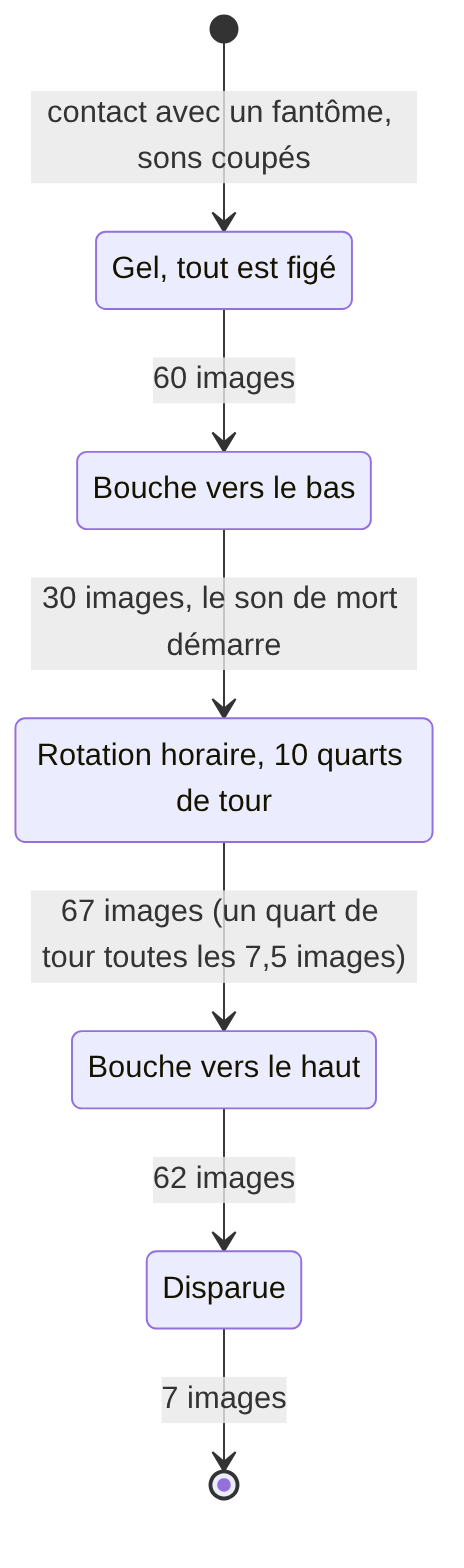 contact avec un fantôme,
sons coupés
Gel, tout est figé
60 images
Bouche vers le bas
30 images, le son de mort
démarre
Rotation horaire, 10 quarts
de tour
67 images (un quart de
tour toutes les 7,5 images)
Bouche vers le haut
62 images
Disparue
7 images